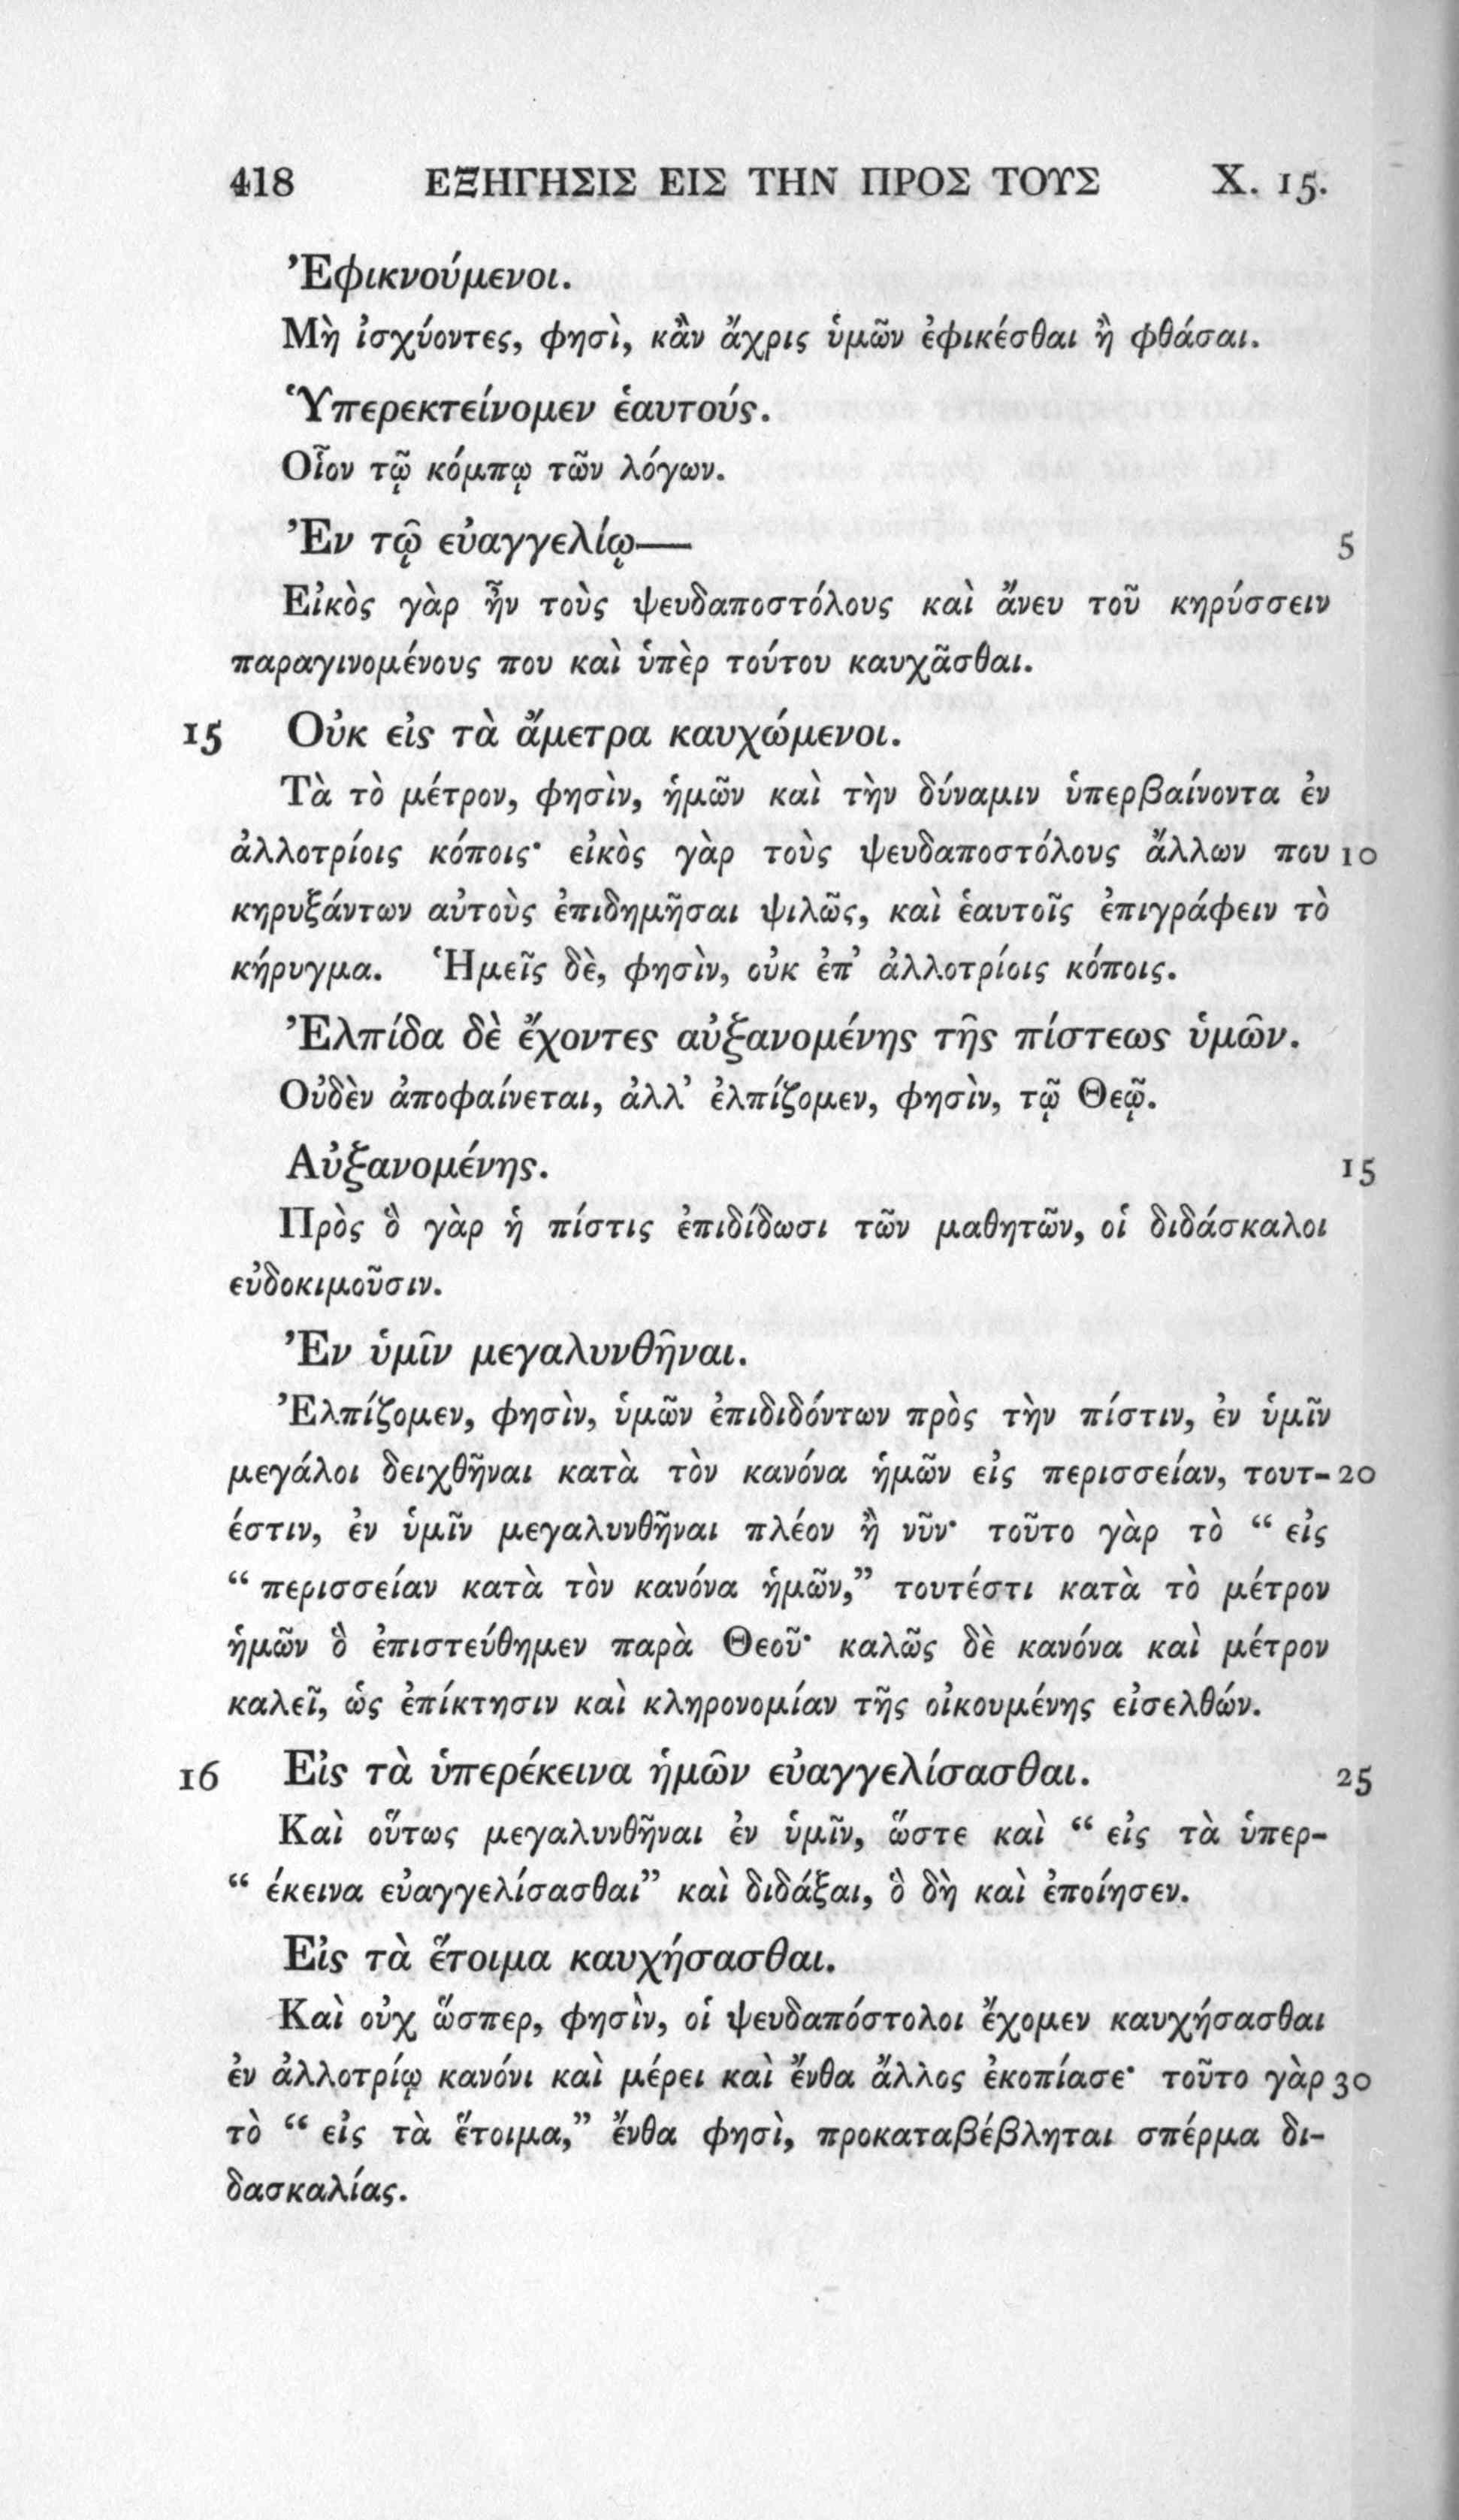 418 ΕΞΗΓΗΣΙΣ ΕΙΣ ΤΗΝ ΠΡΟΣ ΤΟΥΣ X. 15.
Ἐφικνούμενοι.
Μὴ ἰσχύοντες, φησὶ, κἂν ἄχρις ὑμῶν ἐφικέσθαι ἢ φθάσαι.
Ὑπερεκτείνομεν ἑαυτούς.
Οἷον τῷ κόμπῳ τῶν λόγων.
Ἐν τῷ εὐαγγελίῳ— 5
Εἰκὸς γὰρ ἦν τοὺς ψευδαποστόλους καὶ ἄνευ τοῦ κηρύσσειν
παραγινομένους που καὶ ὑπὲρ τούτου καυχᾶσθαι.
15 Οὐκ εἰς τὰ ἄμετρα καυχώμενοι.
Τὰ τὸ μέτρον, φησὶν, ἡμῶν καὶ τὴν δύναμιν ὑπερβαίνοντα ἐν
ἀλλοτρίοις κόποις· εἰκὸς γὰρ τοὺς ψευδαποστόλους ἄλλων που 10
κηρυξάντων αὐτοὺς ἐπιδημῆσαι ψιλῶς, καὶ ἑαυτοῖς ἐπιγράφειν τὸ
κήρυγμα. Ἡμεῖς δὲ, φησὶν, οὐκ ἐπ’ ἀλλοτρίοις κόποις.
Ἐλπίδα δὲ ἔχοντες αὐξανομένης τῆς πίστεως ὑμῶν.
Οὐδὲν ἀποφαίνεται, ἀλλ’ ἐλπίζομεν, φησὶν, τῷ Θεῷ.
Αὐξανομένης. 15
Πρὸς ὃ γὰρ ἡ πίστις ἐπιδίδωσι τῶν μαθητῶν, οἱ διδάσκαλοι
εὐδοκιμοῦσιν.
Ἐν ὑμῖν μεγαλυνθῆναι.
Ἐλπίζομεν, φησὶν, ὑμῶν ἐπιδιδόντων πρὸς τὴν πίστιν, ἐν ὑμῖν
μεγάλοι δειχθῆναι κατὰ τὸν κανόνα ἡμῶν εἰς περισσείαν, τουτ- 20
έστιν, ἐν ὑμῖν μεγαλυνθῆναι πλέον ἢ νῦν· τοῦτο γὰρ τὸ “ εἰς
“ περισσείαν κατὰ τὸν κανόνα ἡμῶν,” τουτέστι κατὰ τὸ μέτρον
ἡμῶν ὃ ἐπιστεύθημεν παρὰ Θεοῦ· καλῶς δὲ κανόνα καὶ μέτρον
καλεῖ, ὡς ἐπίκτησιν καὶ κληρονομίαν τῆς οἰκουμένης εἰσελθών.
16 Εἰς τὰ ὑπερέκεινα ἡμῶν εὐαγγελίσασθαι. 25
Καὶ οὕτως μεγαλυνθῆναι ἐν ὑμῖν, ὥστε καὶ “ εἰς τὰ ὑπερ-
“ έκεινα εὐαγγελίσασθαι” καὶ διδάξαι, ὃ δὴ καὶ ἐποίησεν.
Εἰς τὰ ἕτοιμα καυχήσασθαι.
Καὶ οὐχ ὥσπερ, φησὶν, οἱ ψευδαπόστολοι ἔχομεν καυχήσασθαι
ἐν ἀλλοτρίῳ κανόνι καὶ μέρει καὶ ἔνθα ἄλλος ἐκοπίασε· τοῦτο γὰρ 30
τὸ “ εἰς τὰ ἕτοιμα,” ἔνθα φησὶ, προκαταβέβληται σπέρμα δι-
δασκαλίας.